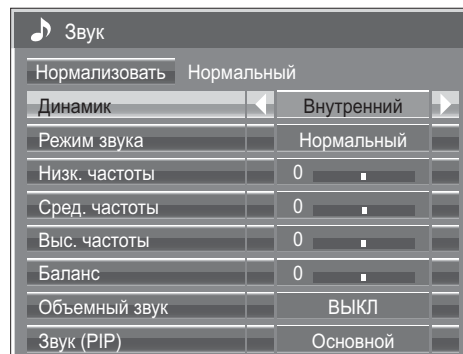 Звук
Нормализовать Нормальный
Динамик Внутренний
Режим звука Нормальный
Низк. частоты 0
Сред. частоты 0
Выс. частоты 0
Баланс 0
Объемный звук ВЫКЛ
Звук (PIP) Основной